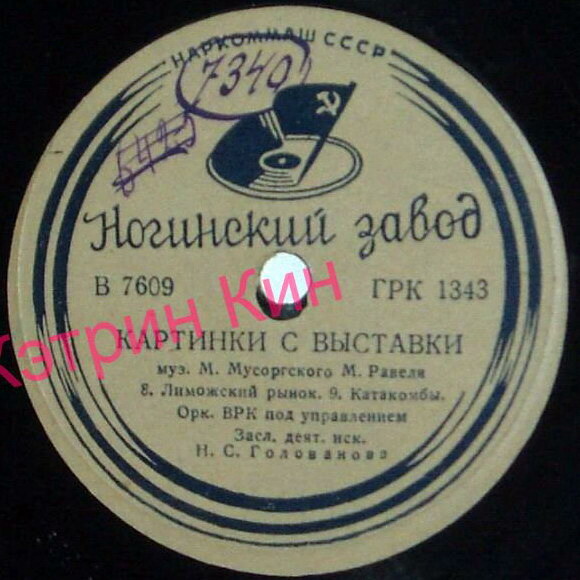 НАРКОММАШ СССР
7340
Ногинский завод
В 7609
ГРК 1343
Кэтрин Кин
КАРТИНКИ С ВЫСТАВКИ
муз. М. Мусоргского М. Равеля
8. Лиможский рынок. 9. Катакомбы.
Орк. ВРК под управлением
Засл. деят. иск.
Н. С. Голованова